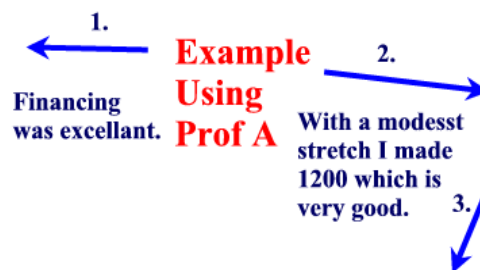 1.
Financing
was excellant.
Example
Using
Prof A
2.
With a modesst
stretch I made
1200 which is
very good.
3.